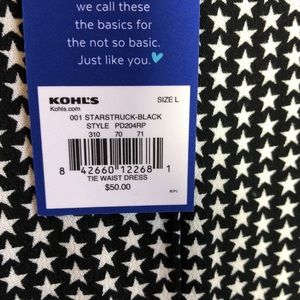 we call these
the basics for
the not so basic.
Just like you.
KOHL'S
Kohls.com
SIZE L
001 STARSTRUCK-BLACK
STYLE PD204RP
310 70 71
8 42660 12268 1
TIE WAIST DRESS
$50.00